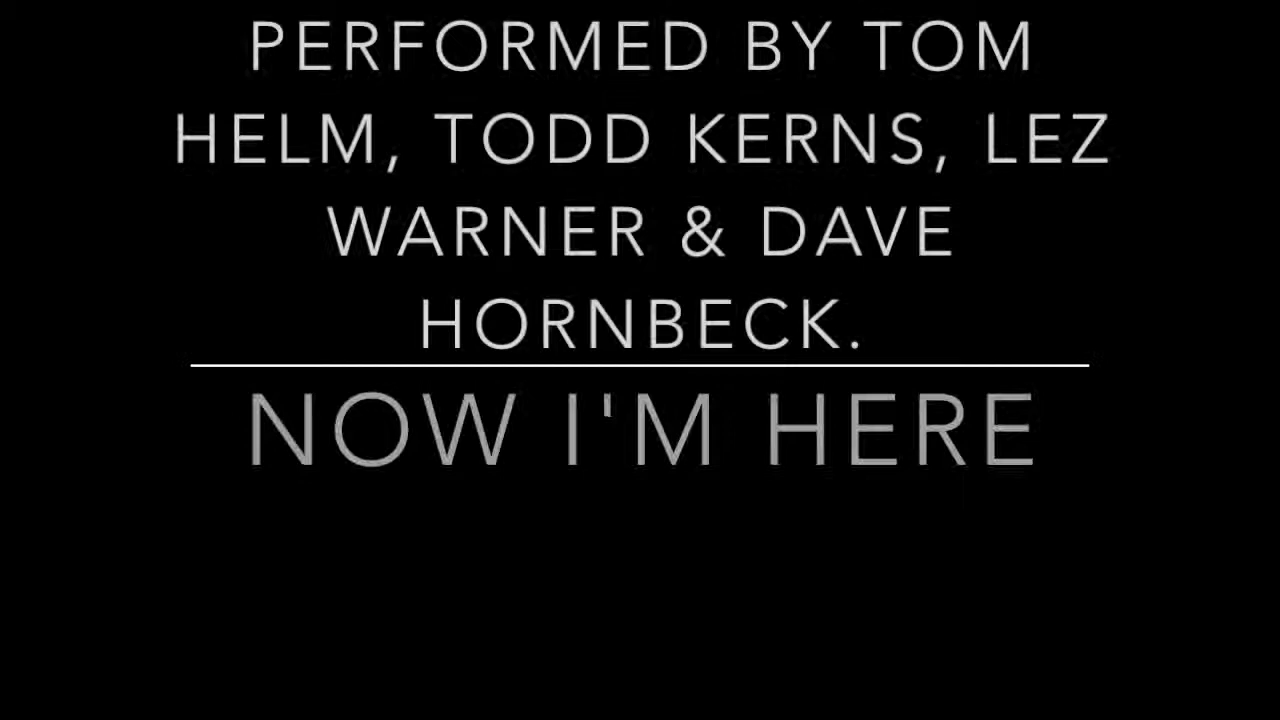 PERFORMED BY TOM
HELM, TODD KERNS, LEZ
WARNER & DAVE
HORNBECK.
NOW I'M HERE